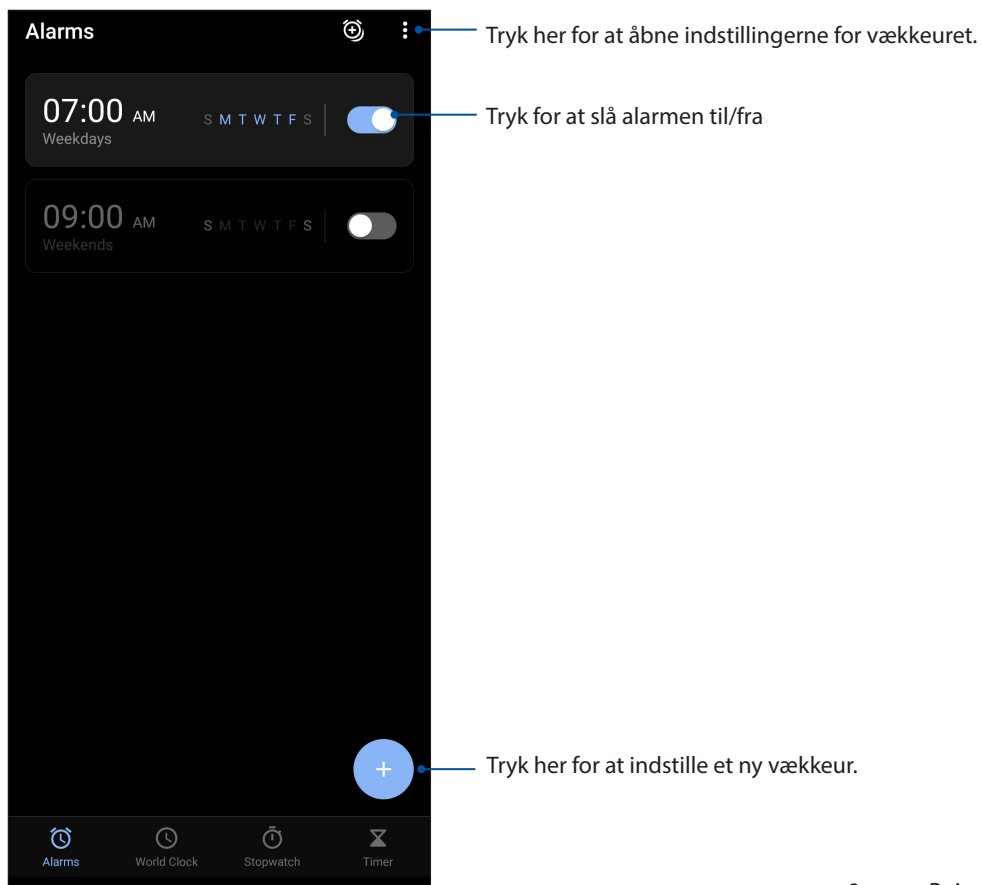 Alarms
Tryk her for at åbne indstillingerne for vækkeuret.
07:00 AM S M T W T F S
Weekdays
Tryk for at slå alarmen til/fra
09:00 AM S M T W T F S
Weekends
Tryk her for at indstille et ny vækkeur.
Alarms World Clock Stopwatch Timer